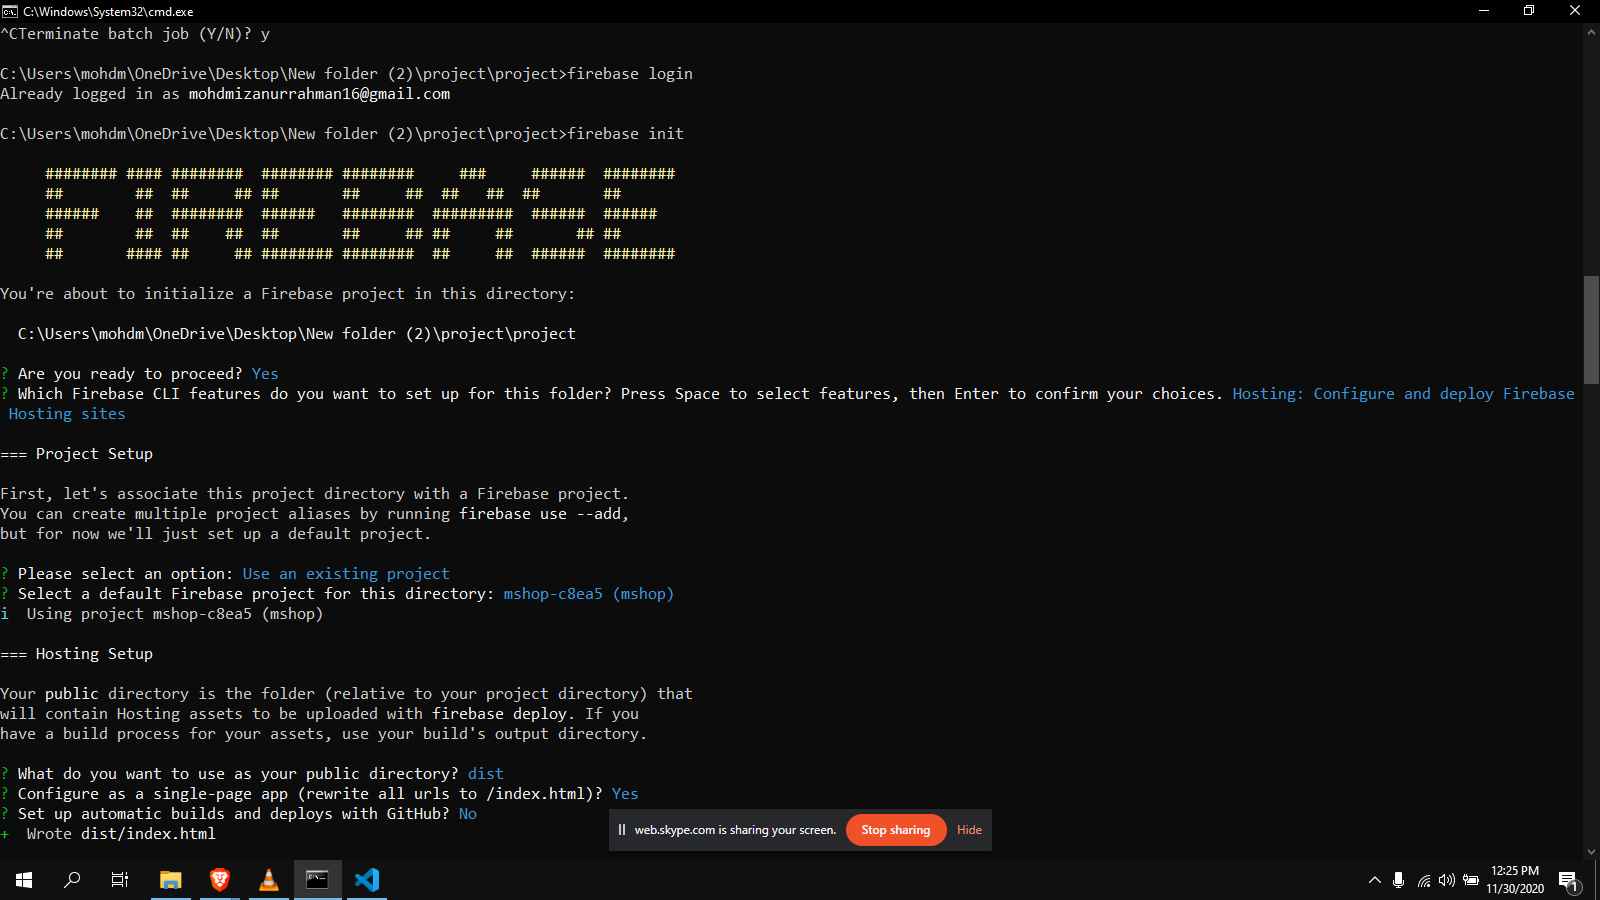 C:\Windows\System32\cmd.exe
^CTerminate batch job (Y/N)? y
C:\Users\mohdm\OneDrive\Desktop\New folder (2)\project\project>firebase login
Already logged in as mohdmizanurrahman16@gmail.com
C:\Users\mohdm\OneDrive\Desktop\New folder (2)\project\project>firebase init
FIREBASE
You're about to initialize a Firebase project in this directory:
C:\Users\mohdm\OneDrive\Desktop\New folder (2)\project\project
? Are you ready to proceed? Yes
? Which Firebase CLI features do you want to set up for this folder? Press Space to select features, then Enter to confirm your choices. Hosting: Configure and deploy Firebase
Hosting sites
=== Project Setup
First, let's associate this project directory with a Firebase project.
You can create multiple project aliases by running firebase use --add,
but for now we'll just set up a default project.
? Please select an option: Use an existing project
? Select a default Firebase project for this directory: mshop-c8ea5 (mshop)
i Using project mshop-c8ea5 (mshop)
=== Hosting Setup
Your public directory is the folder (relative to your project directory) that
will contain Hosting assets to be uploaded with firebase deploy. If you
have a build process for your assets, use your build's output directory.
? What do you want to use as your public directory? dist
? Configure as a single-page app (rewrite all urls to /index.html)? Yes
? Set up automatic builds and deploys with GitHub? No
+ Wrote dist/index.html
web.skype.com is sharing your screen. Stop sharing Hide
12:25 PM
11/30/2020
1